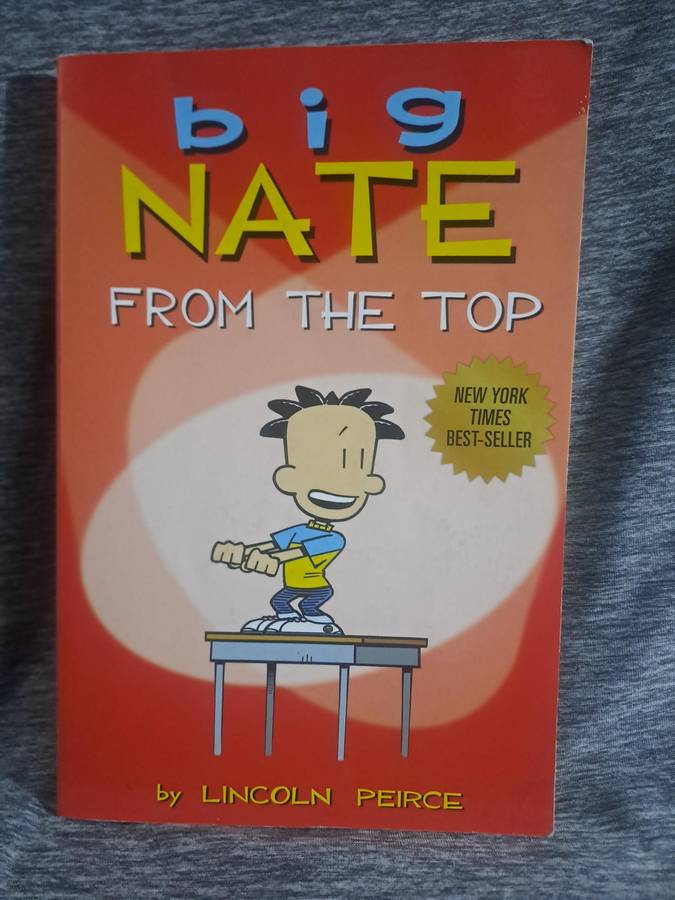 big
NATE
FROM THE TOP
NEW YORK
TIMES
BEST-SELLER
by LINCOLN PEIRCE